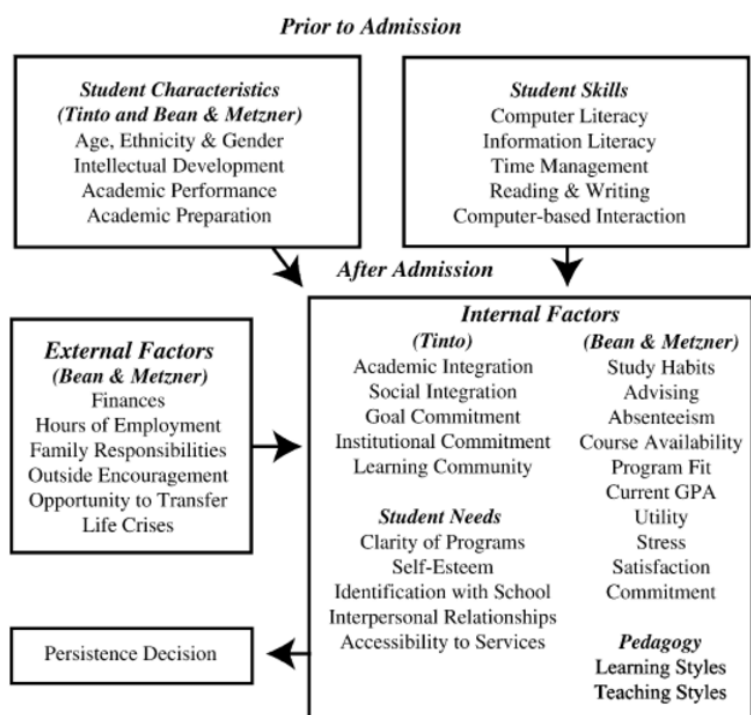 Prior to Admission
Student Characteristics
(Tinto and Bean & Metzner)
Age, Ethnicity & Gender
Intellectual Development
Academic Performance
Academic Preparation
Student Skills
Computer Literacy
Information Literacy
Time Management
Reading & Writing
Computer-based Interaction
After Admission
External Factors
(Bean & Metzner)
Finances
Hours of Employment
Family Responsibilities
Outside Encouragement
Opportunity to Transfer
Life Crises
Internal Factors
(Tinto)
Academic Integration
Social Integration
Goal Commitment
Institutional Commitment
Learning Community
Student Needs
Clarity of Programs
Self-Esteem
Identification with School
Interpersonal Relationships
Accessibility to Services
(Bean & Metzner)
Study Habits
Advising
Absenteeism
Course Availability
Program Fit
Current GPA
Utility
Stress
Satisfaction
Commitment
Pedagogy
Learning Styles
Teaching Styles
Persistence Decision